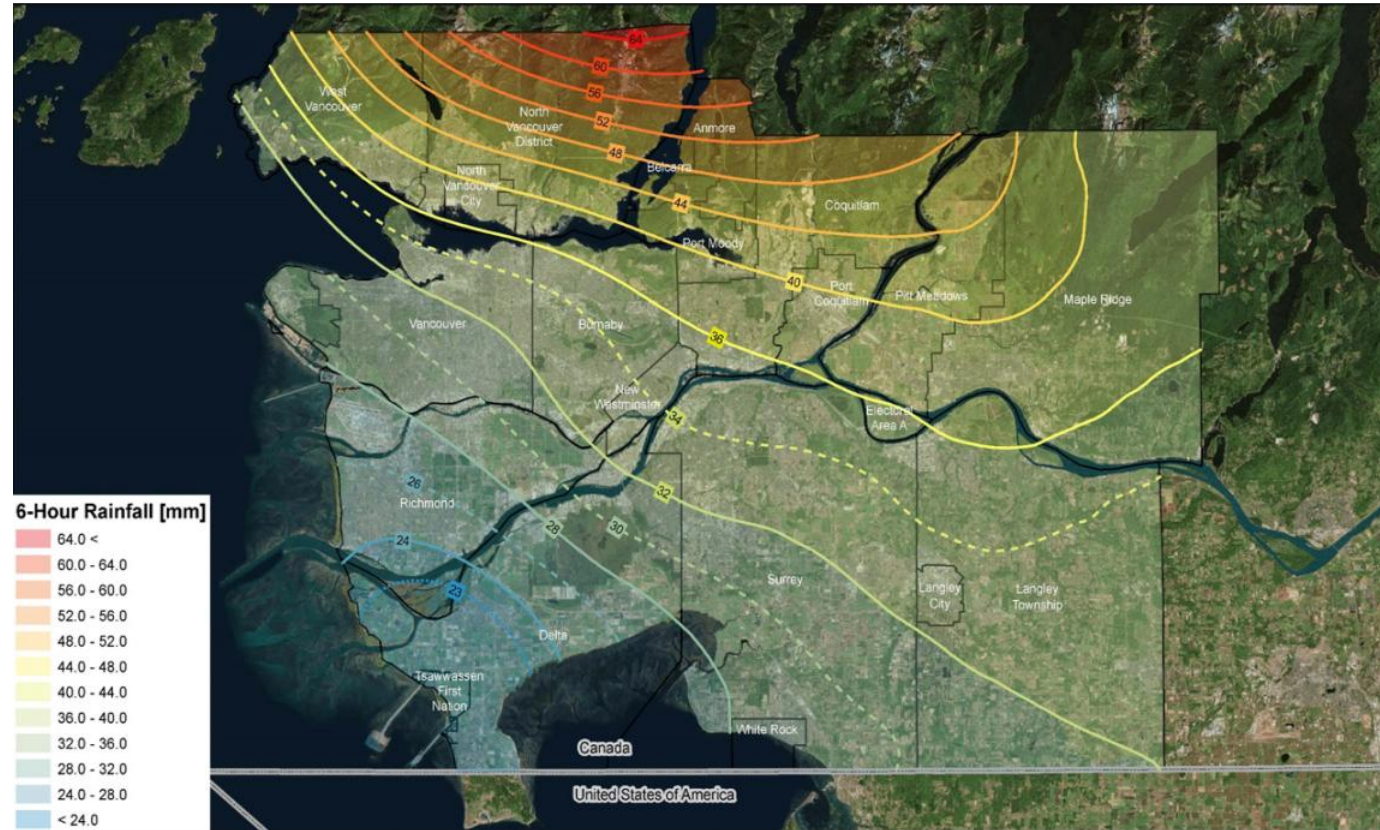 64
60
West
Vancouver
56
52
North
Vancouver
District
Anmore
48
Belcarra
North
Vancouver
City
44
Coquitlam
Port Moody
40
Port
Coquitlam
Pitt Meadows
Maple Ridge
Vancouver
Burnaby
36
New
Westminster
34
Electoral
Area A
26
Richmond
32
28
30
24
23
Surrey
Langley
City
Langley
Township
Delta
Tsawwassen
First
Nation
White Rock
Canada
United States of America
6-Hour Rainfall [mm]
64.0 <
60.0 - 64.0
56.0 - 60.0
52.0 - 56.0
48.0 - 52.0
44.0 - 48.0
40.0 - 44.0
36.0 - 40.0
32.0 - 36.0
28.0 - 32.0
24.0 - 28.0
< 24.0